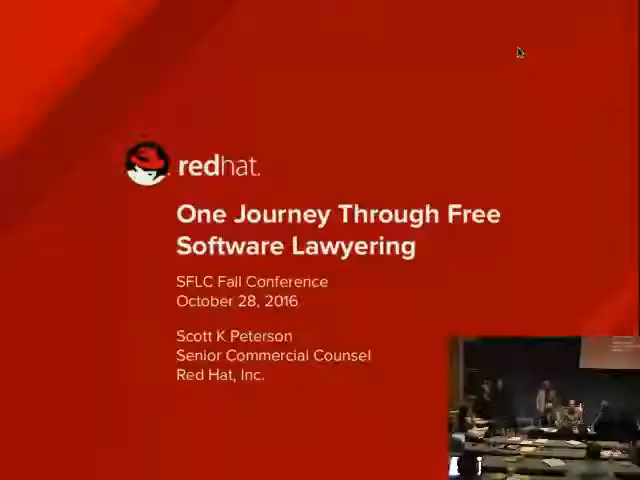 redhat.
One Journey Through Free
Software Lawyering
SFLC Fall Conference
October 28, 2016
Scott K Peterson
Senior Commercial Counsel
Red Hat, Inc.